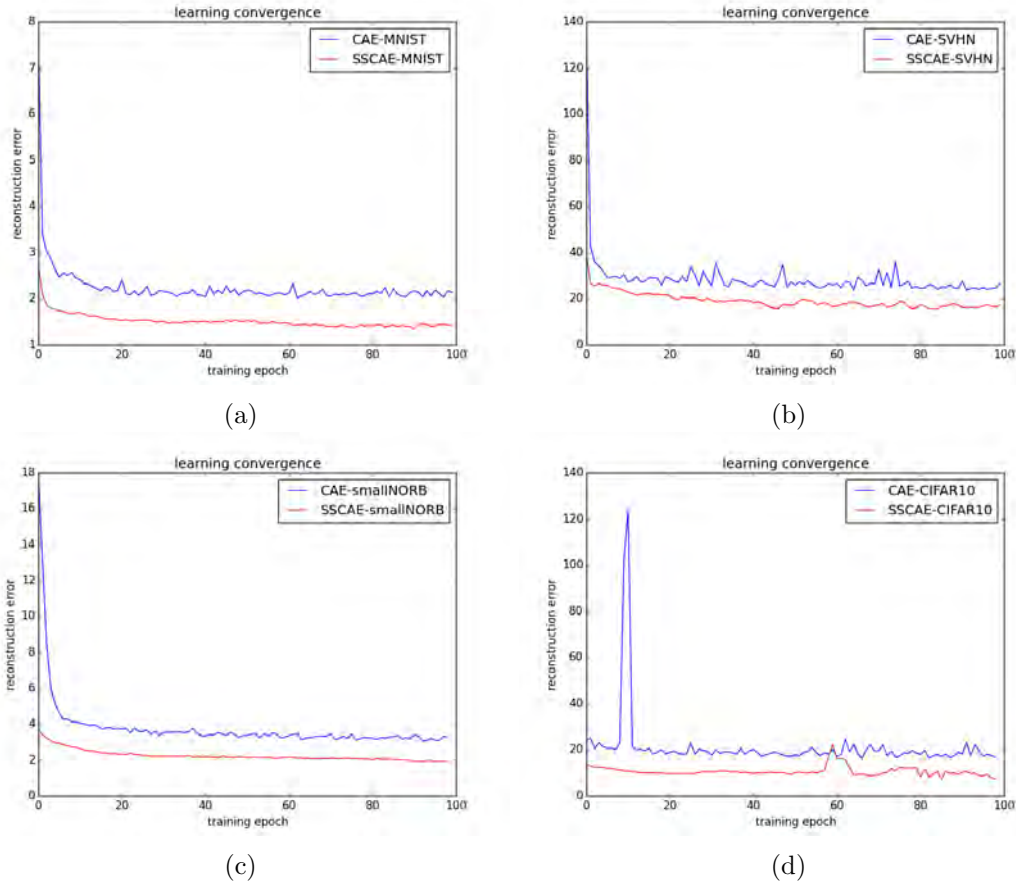 learning convergence
8
7
6
5
4
3
2
1
reconstruction error
CAE-MNIST
SSCAE-MNIST
0 20 40 60 80 100
training epoch
(a)
learning convergence
140
120
100
80
60
40
20
0
reconstruction error
CAE-SVHN
SSCAE-SVHN
0 20 40 60 80 100
training epoch
(b)
learning convergence
18
16
14
12
10
8
6
4
2
0
reconstruction error
CAE-smallNORB
SSCAE-smallNORB
0 20 40 60 80 100
training epoch
(c)
learning convergence
140
120
100
80
60
40
20
0
reconstruction error
CAE-CIFAR10
SSCAE-CIFAR10
0 20 40 60 80 100
training epoch
(d)